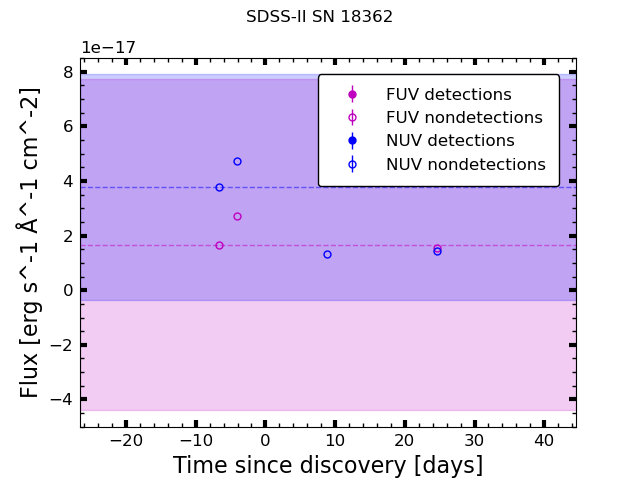 SDSS-II SN 18362
1e−17
FUV detections
FUV nondetections
NUV detections
NUV nondetections
8
6
4
2
0
−2
−4
Flux [erg s^-1 Å^-1 cm^-2]
−20 −10 0 10 20 30 40
Time since discovery [days]